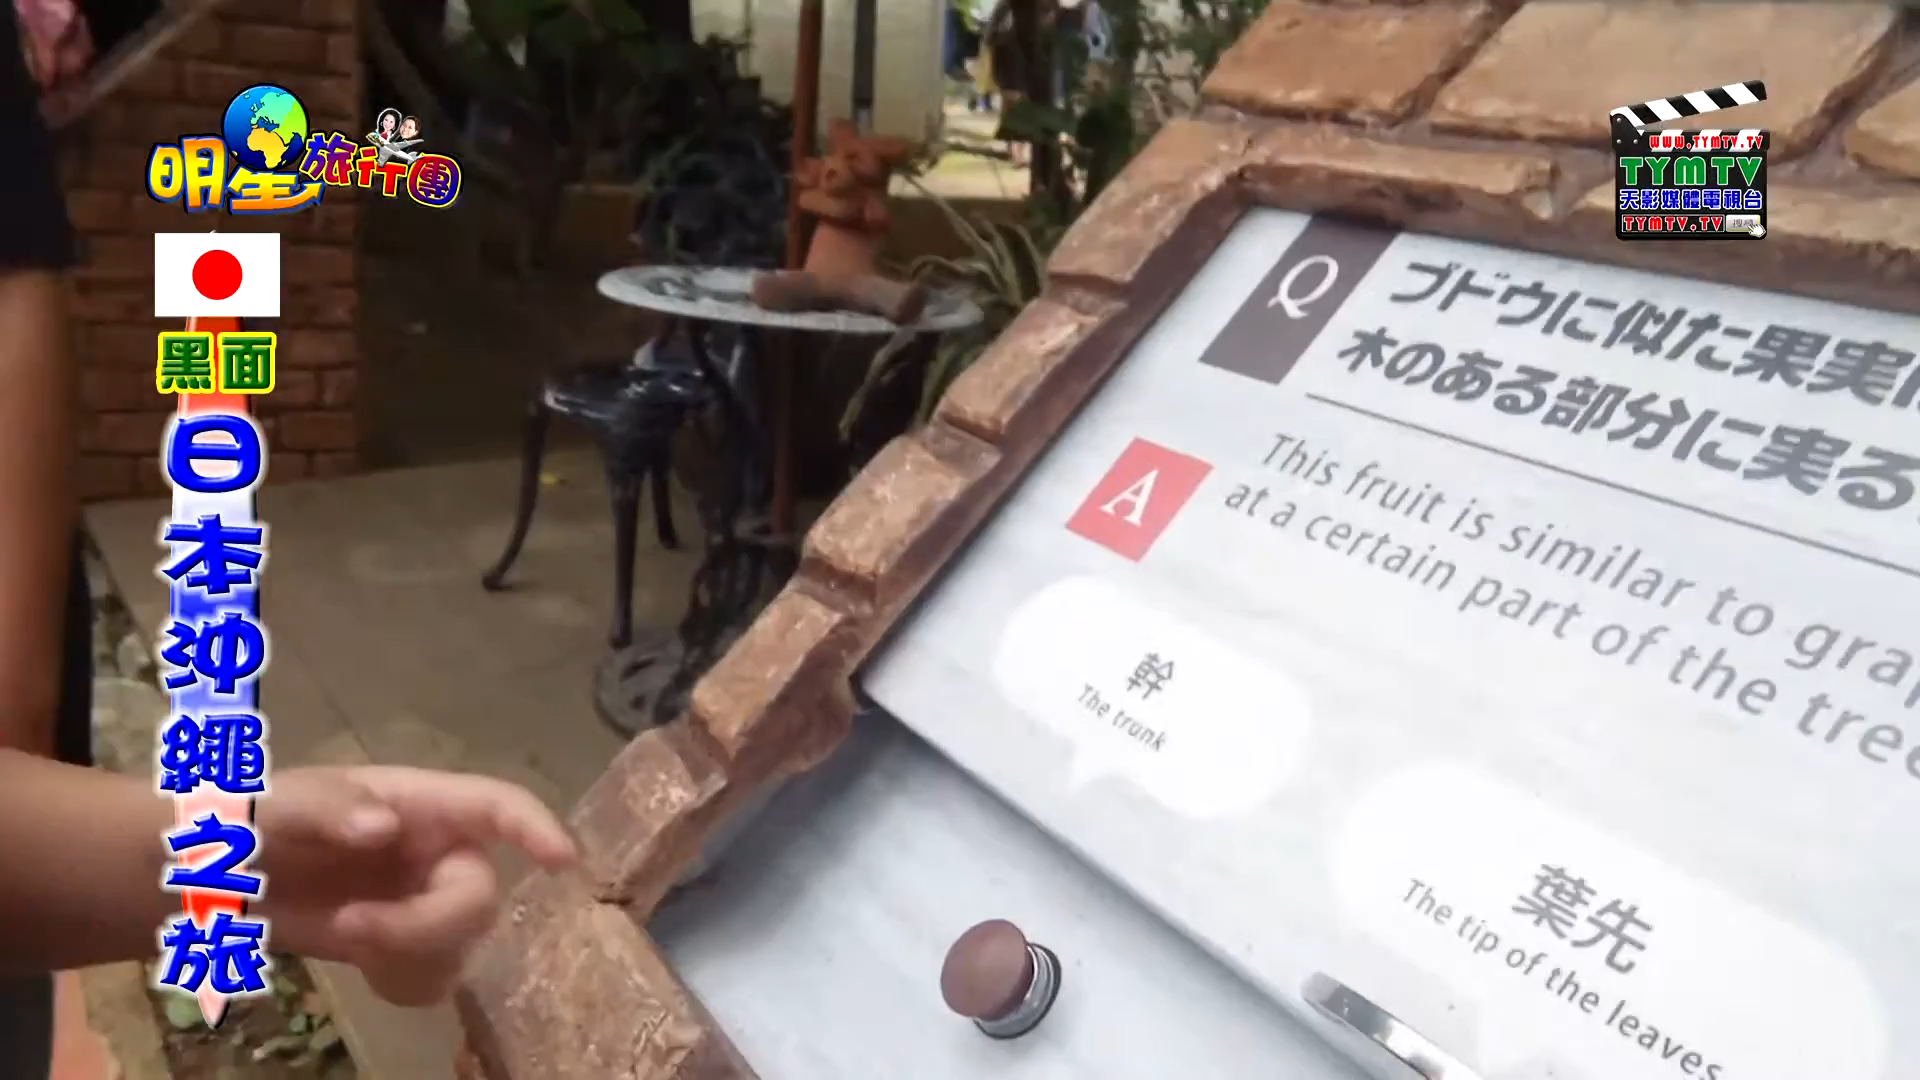 明星旅行團
黑面
日本沖繩之旅
WWW.TYMTV.TV
TYMTV
天影媒體電視台
TYMTV.TV
搜尋
Q
ブドウに似た果実
木のある部分に実る
A
This fruit is similar to
at a certain part of the
幹
The trunk
葉先
The tip of the leaves